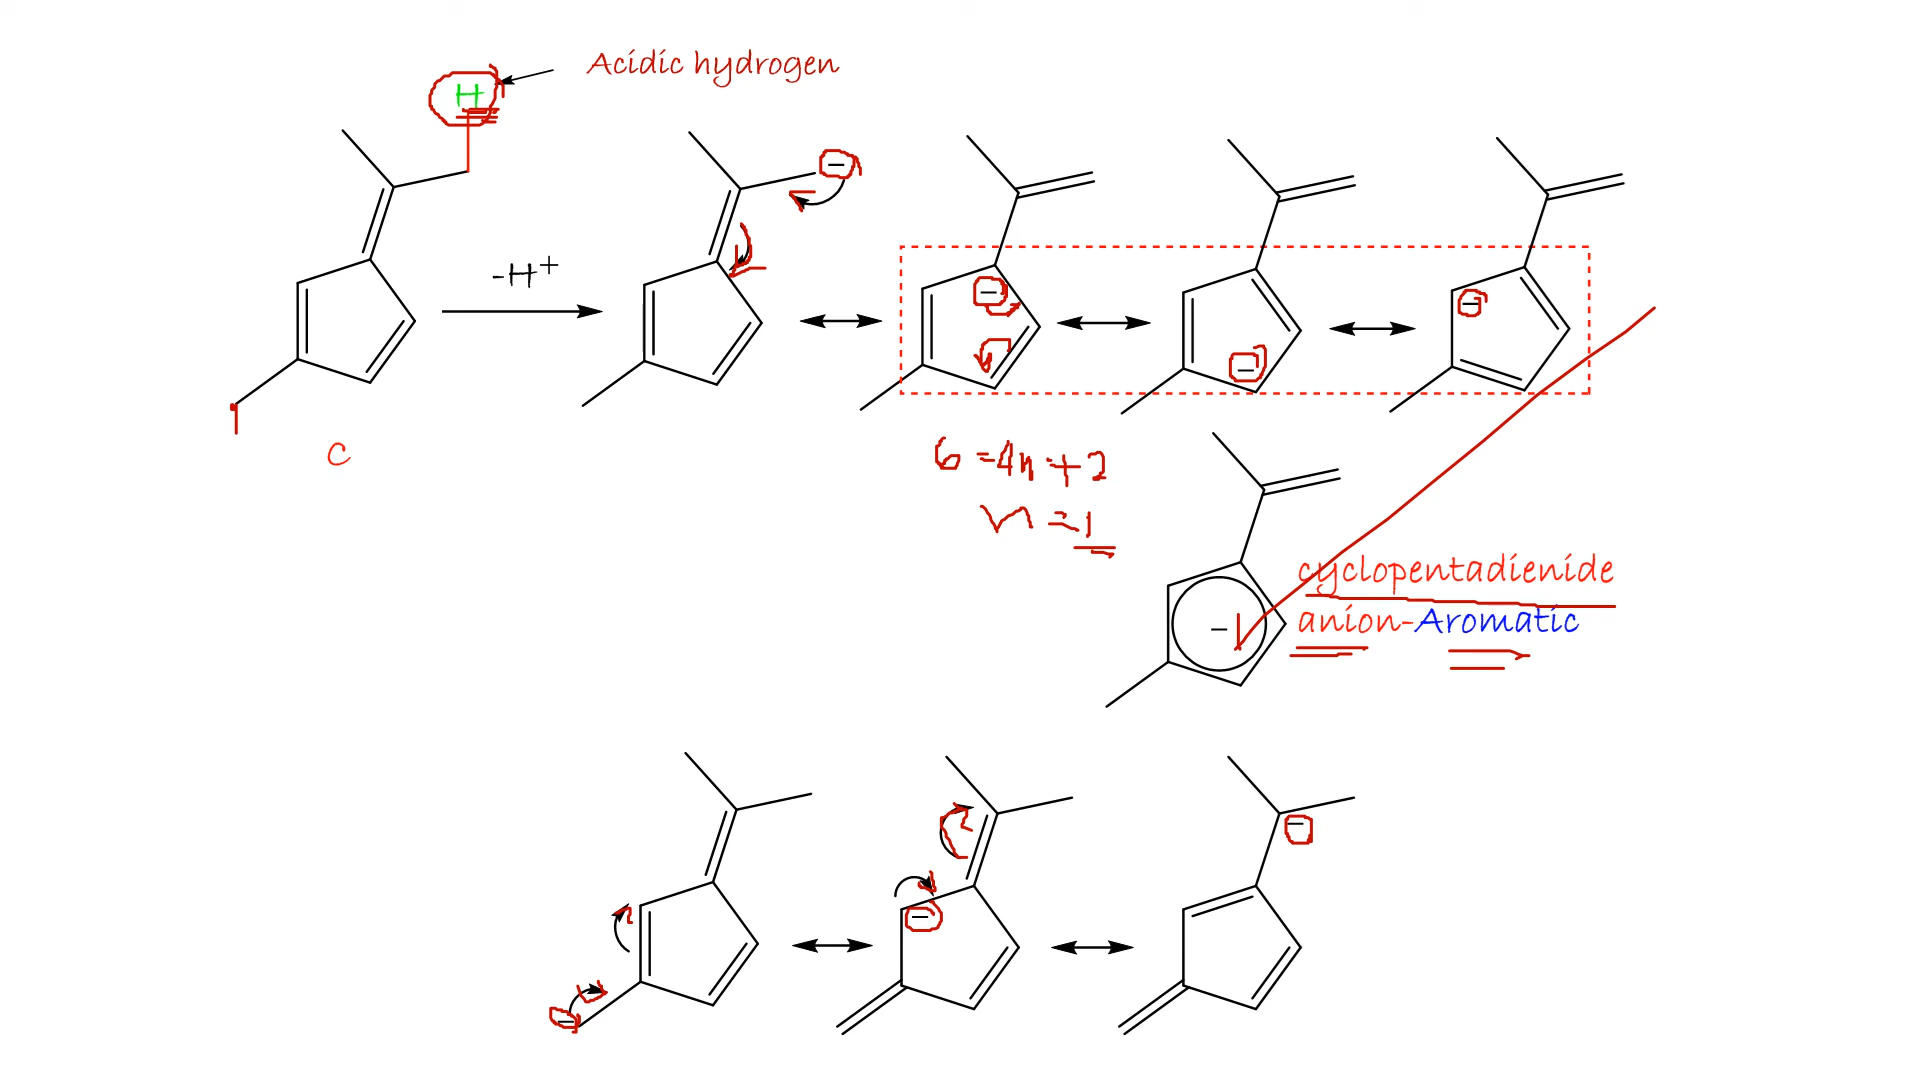 Acidic hydrogen
H
-H+
C
6 = 4n + 2
n = 1
cyclopentadienide
anion-Aromatic